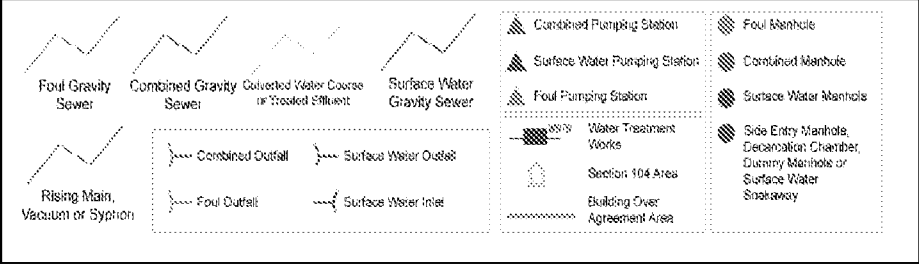 Foul Gravity
Sewer
Combined Gravity
Sewer
Culverted Water Course
or Treated Effluent
Surface Water
Gravity Sewer
Rising Main,
Vacuum or Syphon
Combined Outfall
Surface Water Outfall
Foul Outfall
Surface Water Inlet
Combined Pumping Station
Surface Water Pumping Station
Foul Pumping Station
WwTW
Water Treatment
Works
Section 104 Area
Building Over
Agreement Area
Foul Manhole
Combined Manhole
Surface Water Manhole
Side Entry Manhole,
Decarcation Chamber,
Dummy Manhole or
Surface Water
Soakaway